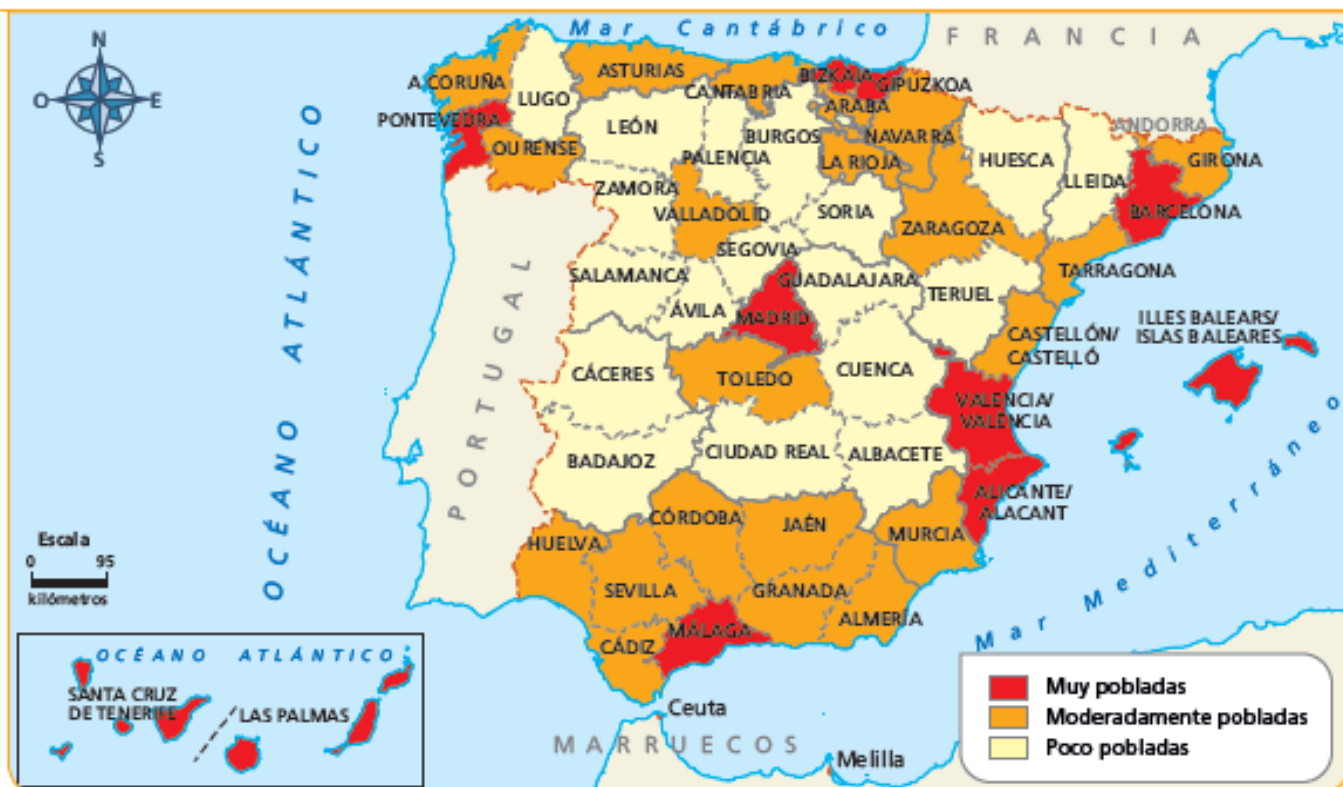 Mar Cantábrico
FRANCIA
N
O
E
S
A CORUÑA
LUGO
ASTURIAS
CANTABRIA
BIZKAIA
GIPUZKOA
ARABA
NAVARRA
ANDORRA
PONTEVEDRA
OURENSE
LEÓN
PALENCIA
BURGOS
LA RIOJA
HUESCA
LLEIDA
GIRONA
BARCELONA
ZAMORA
VALLADOLID
SORIA
ZARAGOZA
TARRAGONA
SEGOVIA
SALAMANCA
ÁVILA
MADRID
GUADALAJARA
TERUEL
CASTELLÓN/
CASTELLÓ
ILLES BALEARS/
ISLAS BALEARES
OCÉANO ATLÁNTICO
PORTUGAL
CÁCERES
TOLEDO
CUENCA
VALENCIA/
VALÈNCIA
BADAJOZ
CIUDAD REAL
ALBACETE
ALICANTE/
ALACANT
CÓRDOBA
JAÉN
MURCIA
HUELVA
SEVILLA
GRANADA
ALMERÍA
MÁLAGA
CÁDIZ
Mar Mediterráneo
Escala
0 95
kilómetros
OCÉANO ATLÁNTICO
SANTA CRUZ
DE TENERIFE
LAS PALMAS
Ceuta
MARRUECOS
Melilla
Muy pobladas
Moderadamente pobladas
Poco pobladas